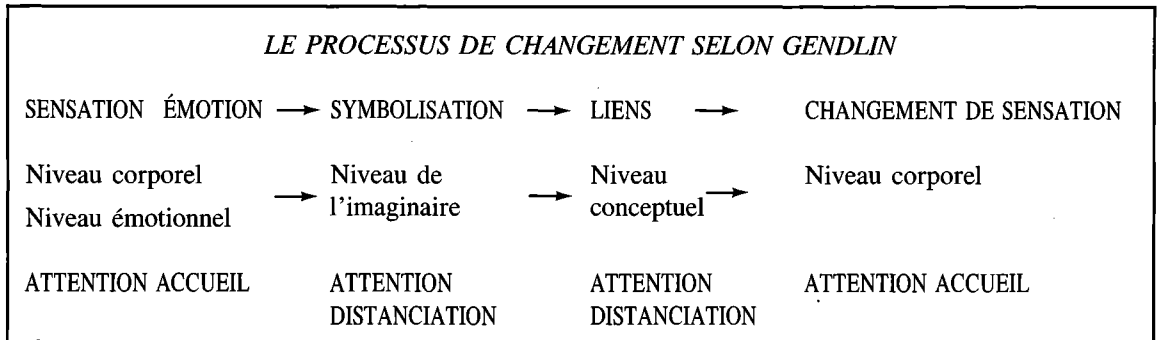 LE PROCESSUS DE CHANGEMENT SELON GENDLIN
SENSATION ÉMOTION → SYMBOLISATION → LIENS → CHANGEMENT DE SENSATION
Niveau corporel
Niveau émotionnel
→
Niveau de
l'imaginaire
→
Niveau
conceptuel
→
Niveau corporel
ATTENTION ACCUEIL
ATTENTION
DISTANCIATION
ATTENTION
DISTANCIATION
ATTENTION ACCUEIL